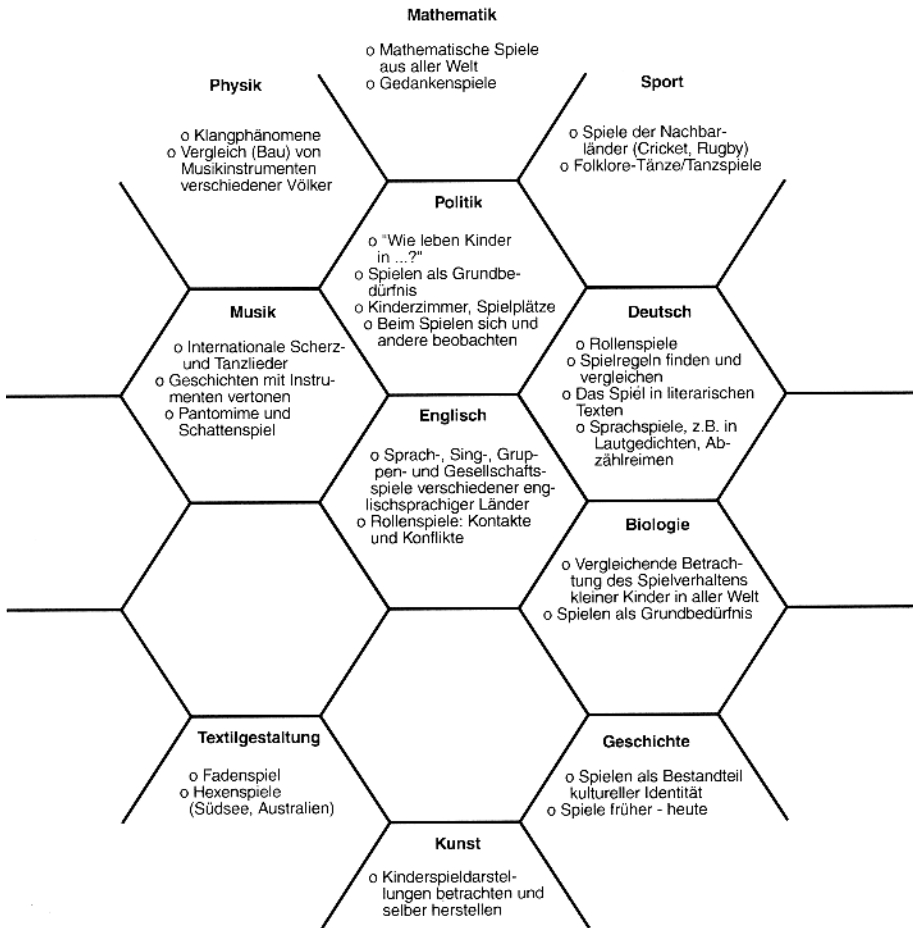 Mathematik
o Mathematische Spiele
aus aller Welt
o Gedankenspiele
Physik
o Klangphänomene
o Vergleich (Bau) von
Musikinstrumenten
verschiedener Völker
Sport
o Spiele der Nachbar-
länder (Cricket, Rugby)
o Folklore-Tänze/Tanzspiele
Politik
o "Wie leben Kinder
in ...?"
o Spielen als Grundbe-
dürfnis
o Kinderzimmer, Spielplätze
o Beim Spielen sich und
andere beobachten
Musik
o Internationale Scherz-
und Tanzlieder
o Geschichten mit Instru-
menten vertonen
o Pantomime und
Schattenspiel
Deutsch
o Rollenspiele
o Spielregeln finden und
vergleichen
o Das Spiel in literarischen
Texten
o Sprachspiele, z.B. in
Lautgedichten, Ab-
zählreimen
Englisch
o Sprach-, Sing-, Grup-
pen- und Gesellschafts-
spiele verschiedener eng-
lischsprachiger Länder
o Rollenspiele: Kontakte
und Konflikte
Biologie
o Vergleichende Betrach-
tung des Spielverhaltens
kleiner Kinder in aller Welt
o Spielen als Grundbedürfnis
Textilgestaltung
o Fadenspiel
o Hexenspiele
(Südsee, Australien)
Geschichte
o Spielen als Bestandteil
kultureller Identität
o Spiele früher - heute
Kunst
o Kinderspieldarstel-
lungen betrachten und
selber herstellen